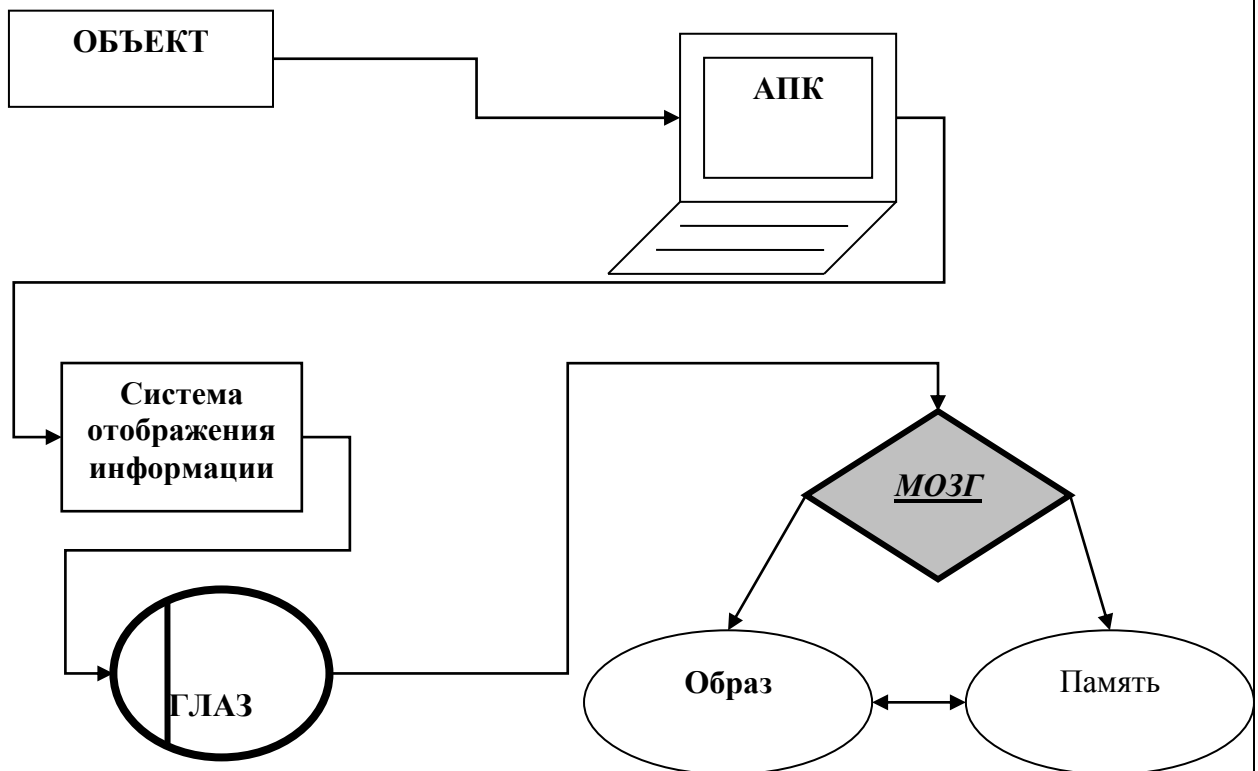 ОБЪЕКТ
АПК
Система
отображения
информации
МОЗГ
ГЛАЗ
Образ
Память